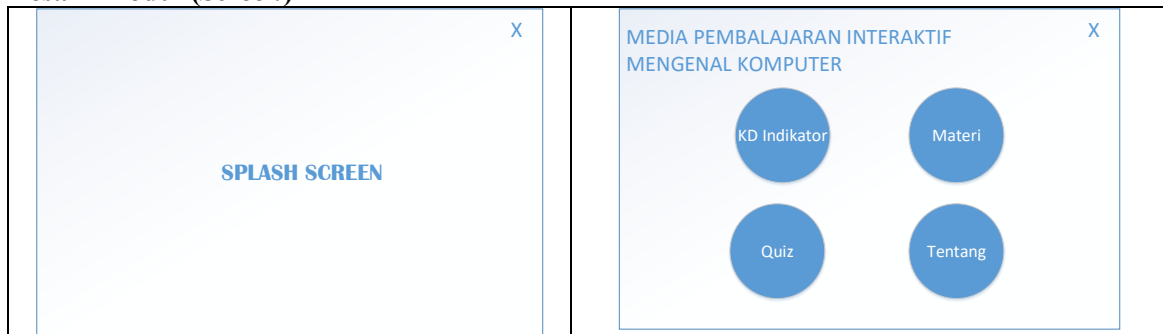 X
SPLASH SCREEN
MEDIA PEMBALAJARAN INTERAKTIF X
MENGENAL KOMPUTER
KD Indikator Materi
Quiz Tentang